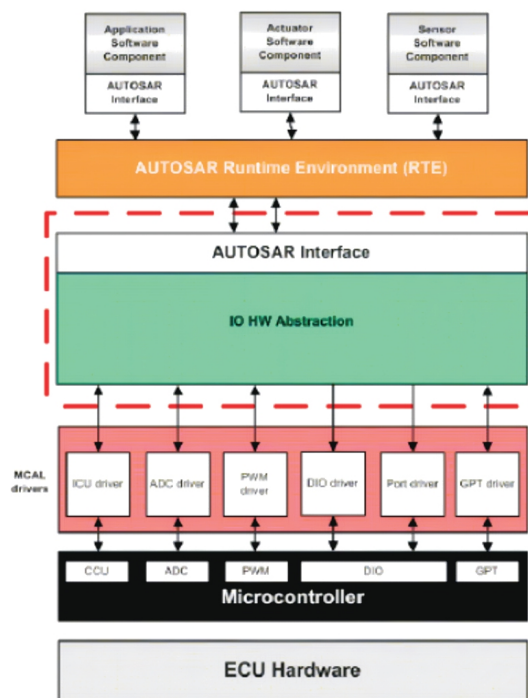 Application
Software
Component
AUTOSAR
Interface
Actuator
Software
Component
AUTOSAR
Interface
Sensor
Software
Component
AUTOSAR
Interface
AUTOSAR Runtime Environment (RTE)
AUTOSAR Interface
IO HW Abstraction
MCAL
drivers
ICU driver
ADC driver
PWM
driver
DIO driver
Port driver
GPT driver
CCU
ADC
PWM
DIO
GPT
Microcontroller
ECU Hardware